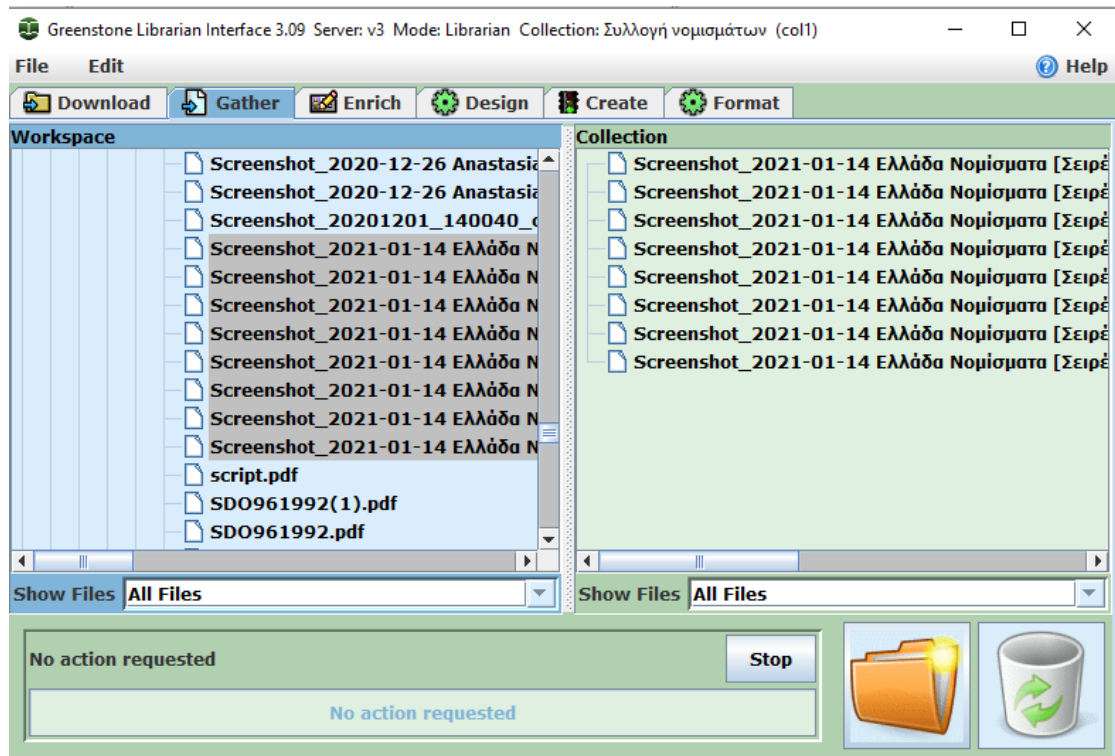 Greenstone Librarian Interface 3.09 Server: v3 Mode: Librarian Collection: Συλλογή νομισμάτων (col1)
File Edit Help
Download Gather Enrich Design Create Format
Workspace
Screenshot_2020-12-26 Anastasia
Screenshot_2020-12-26 Anastasia
Screenshot_20201201_140040_
Screenshot_2021-01-14 Ελλάδα Ν
Screenshot_2021-01-14 Ελλάδα Ν
Screenshot_2021-01-14 Ελλάδα Ν
Screenshot_2021-01-14 Ελλάδα Ν
Screenshot_2021-01-14 Ελλάδα Ν
Screenshot_2021-01-14 Ελλάδα Ν
Screenshot_2021-01-14 Ελλάδα Ν
Screenshot_2021-01-14 Ελλάδα Ν
script.pdf
SDO961992(1).pdf
SDO961992.pdf
Show Files All Files
Collection
Screenshot_2021-01-14 Ελλάδα Νομίσματα [Σειρέ
Screenshot_2021-01-14 Ελλάδα Νομίσματα [Σειρέ
Screenshot_2021-01-14 Ελλάδα Νομίσματα [Σειρέ
Screenshot_2021-01-14 Ελλάδα Νομίσματα [Σειρέ
Screenshot_2021-01-14 Ελλάδα Νομίσματα [Σειρέ
Screenshot_2021-01-14 Ελλάδα Νομίσματα [Σειρέ
Screenshot_2021-01-14 Ελλάδα Νομίσματα [Σειρέ
Screenshot_2021-01-14 Ελλάδα Νομίσματα [Σειρέ
Show Files All Files
No action requested
Stop
No action requested